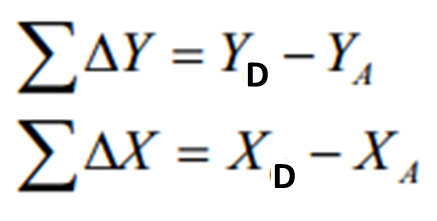 ∑ΔY = Y_D − Y_A
∑ΔX = X_D − X_A